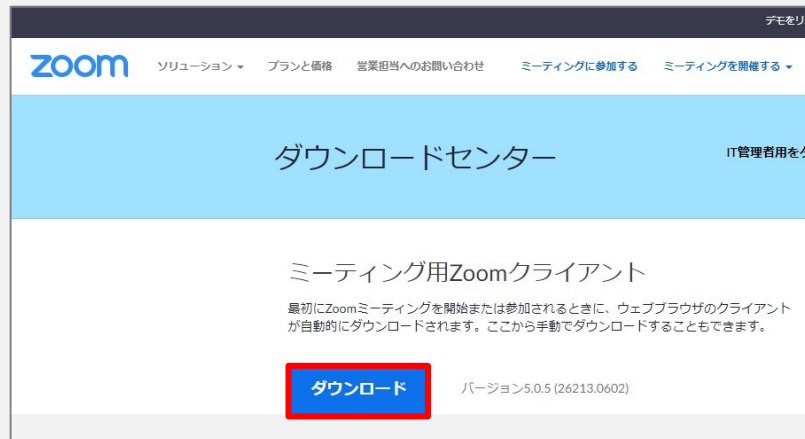 デモをリ
zoom ソリューション プランと価格 営業担当へのお問い合わせ ミーティングに参加する ミーティングを開催する
ダウンロードセンター
IT管理者用を
ミーティング用Zoomクライアント
最初にZoomミーティングを開始または参加されるときに、ウェブブラウザのクライアント
が自動的にダウンロードされます。ここから手動でダウンロードすることもできます。
ダウンロード バージョン5.0.5 (26213.0602)